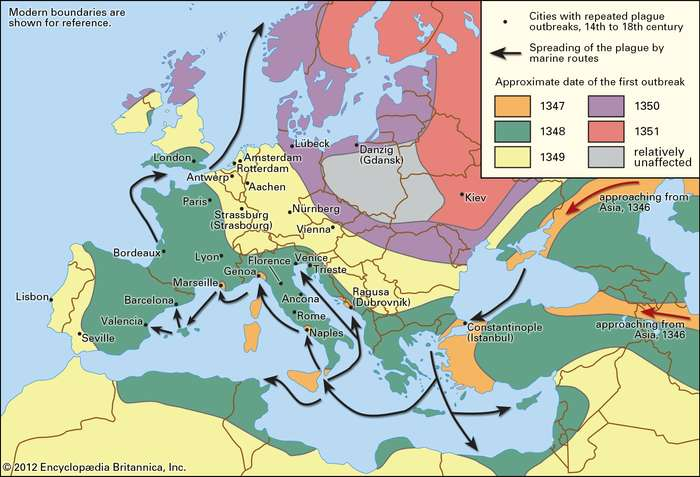 Modern boundaries are
shown for reference.
Cities with repeated plague
outbreaks, 14th to 18th century
Spreading of the plague by
marine routes
Approximate date of the first outbreak
1347
1350
1348
1351
1349
relatively
unaffected
Lübeck
Danzig
(Gdansk)
London
Amsterdam
Rotterdam
Antwerp
Aachen
Kiev
Paris
Nürnberg
Strassburg
(Strasbourg)
Vienna
approaching from
Asia, 1346
Bordeaux
Lyon
Florence
Venice
Trieste
Genoa
Marseille
Lisbon
Barcelona
Ancona
Ragusa
(Dubrovnik)
Valencia
Rome
Constantinople
(Istanbul)
approaching from
Asia, 1346
Seville
Naples
© 2012 Encyclopædia Britannica, Inc.